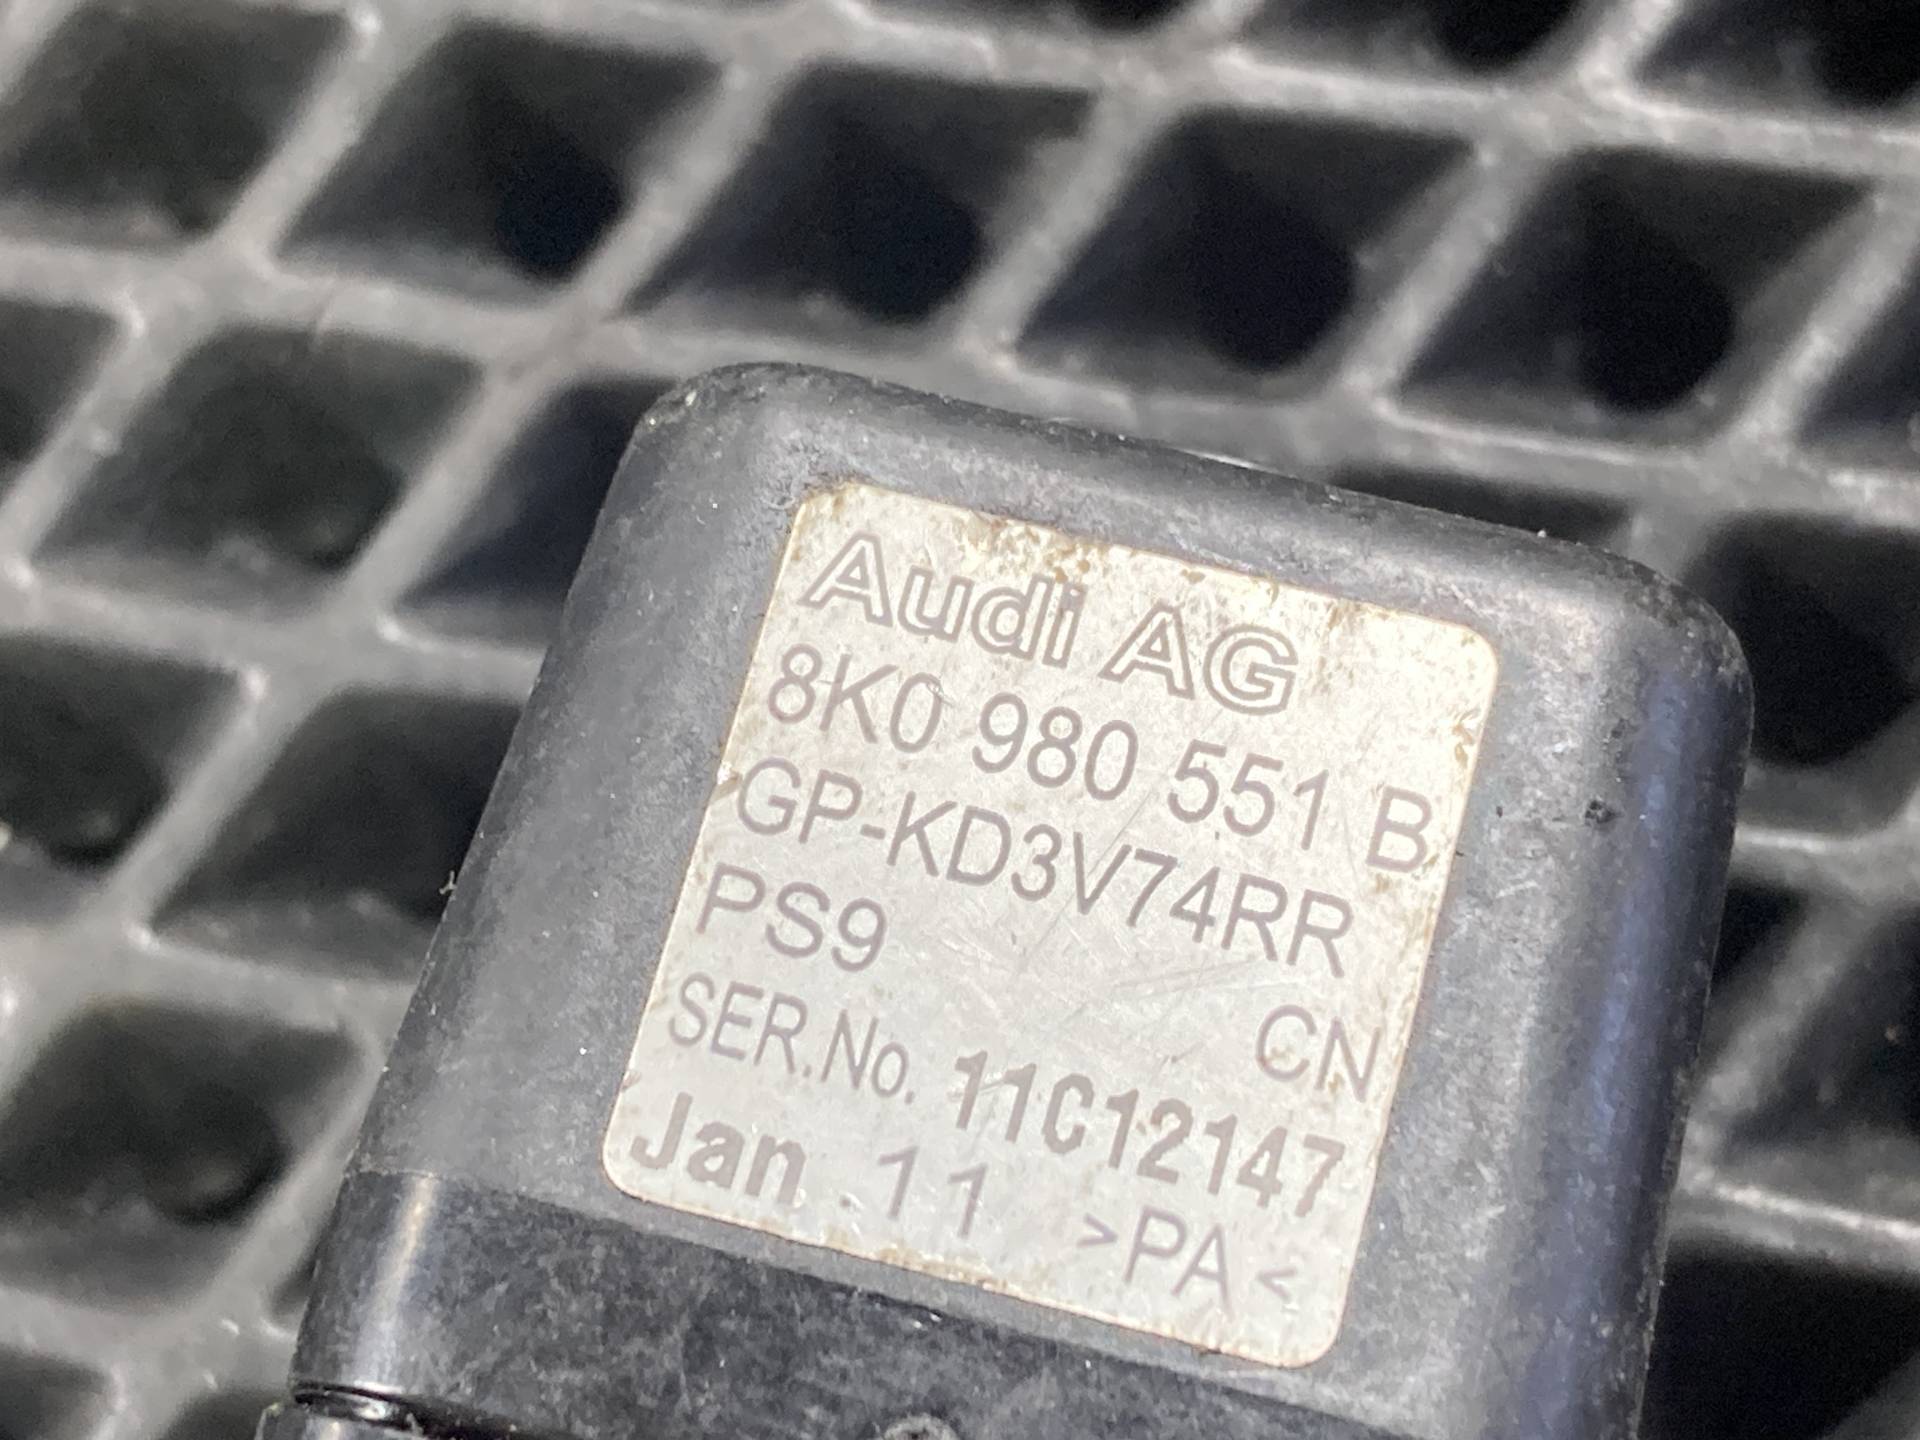 Audi AG
8K0 980 551 B
GP-KD3V74RR
PS9
CN
SER.No. 11C12147
Jan . 11 >PA<